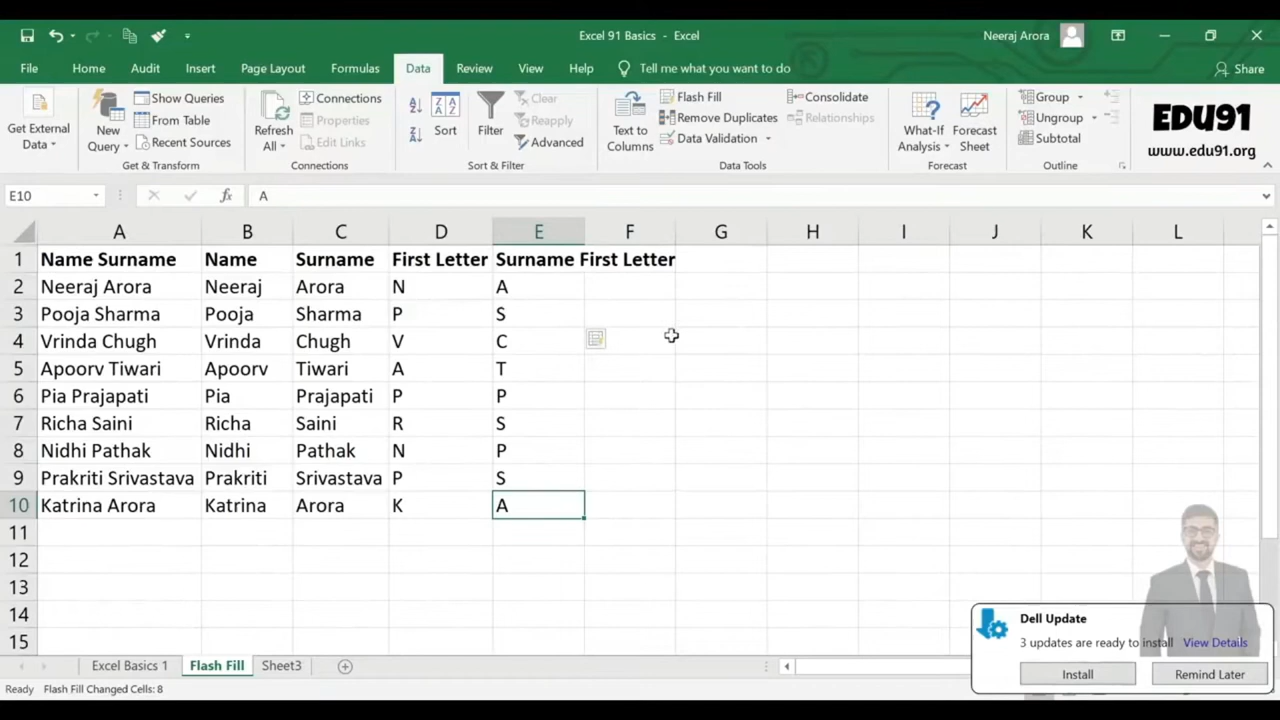 Excel 91 Basics - Excel
Neeraj Arora
File Home Audit Insert Page Layout Formulas Data Review View Help Tell me what you want to do Share
Get External Data
New Query
Show Queries
From Table
Recent Sources
Get & Transform
Refresh All
Connections
Properties
Edit Links
Connections
Sort
Filter
Clear
Reapply
Advanced
Sort & Filter
Text to Columns
Flash Fill
Remove Duplicates
Data Validation
Consolidate
Relationships
Data Tools
What-If Analysis
Forecast Sheet
Forecast
Group
Ungroup
Subtotal
Outline
EDU91
www.edu91.org
E10 fx A
A B C D E F G H I J K L
1 Name Surname Name Surname First Letter Surname First Letter
2 Neeraj Arora Neeraj Arora N A
3 Pooja Sharma Pooja Sharma P S
4 Vrinda Chugh Vrinda Chugh V C
5 Apoorv Tiwari Apoorv Tiwari A T
6 Pia Prajapati Pia Prajapati P P
7 Richa Saini Richa Saini R S
8 Nidhi Pathak Nidhi Pathak N P
9 Prakriti Srivastava Prakriti Srivastava P S
10 Katrina Arora Katrina Arora K A
11
12
13
14
15
Dell Update
3 updates are ready to install View Details
Install Remind Later
Excel Basics 1 Flash Fill Sheet3
Ready Flash Fill Changed Cells: 8